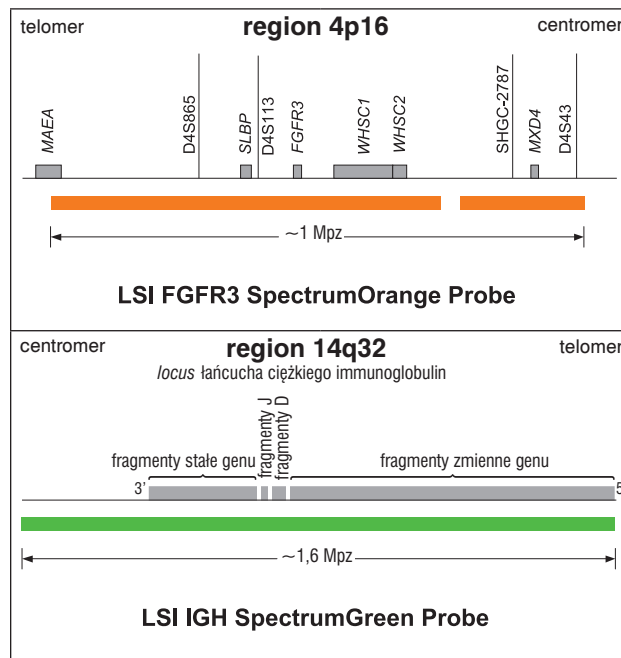 telomer region 4p16 centromer
MAEA D4S865 SLBP D4S113 FGFR3 WHSC1 WHSC2 SHGC-2787 MXD4 D4S43
~1 Mpz
LSI FGFR3 SpectrumOrange Probe
centromer region 14q32 telomer
locus łańcucha ciężkiego immunoglobulin
fragmenty stałe genu fragmenty J fragmenty D fragmenty zmienne genu
3’ 5
~1,6 Mpz
LSI IGH SpectrumGreen Probe